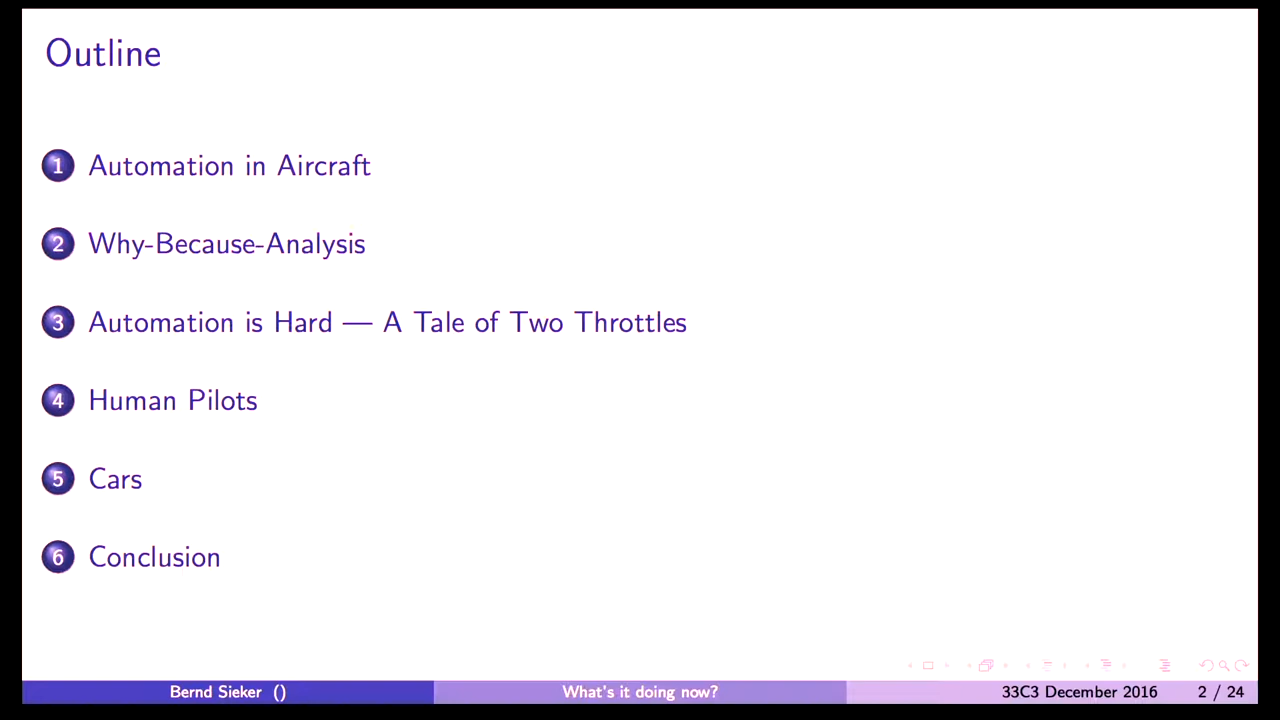 Outline
1 Automation in Aircraft
2 Why-Because-Analysis
3 Automation is Hard — A Tale of Two Throttles
4 Human Pilots
5 Cars
6 Conclusion
Bernd Sieker () What's it doing now? 33C3 December 2016 2 / 24